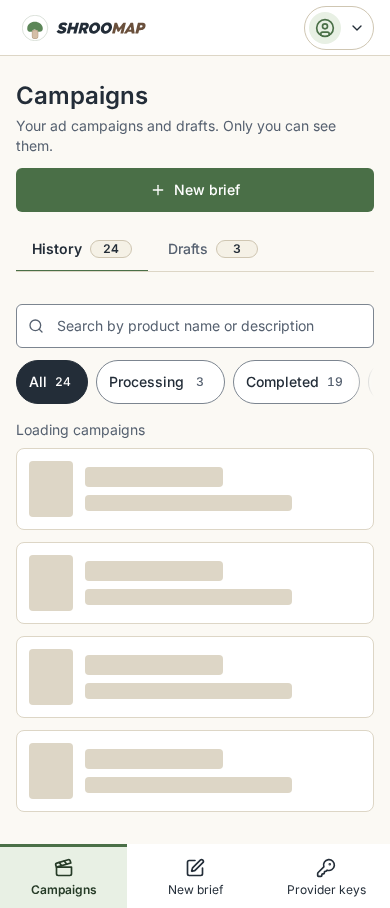 SHROOMAP
Campaigns
Your ad campaigns and drafts. Only you can see
them.
New brief
History 24 Drafts 3
Search by product name or description
All 24 Processing 3 Completed 19
Loading campaigns
Campaigns New brief Provider keys